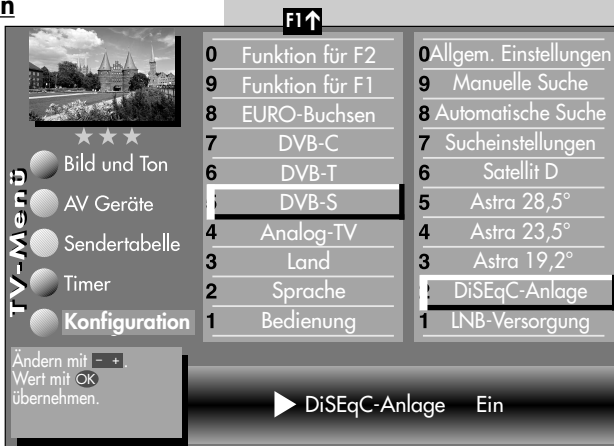 n
F1↑
TV-Menü
Bild und Ton
AV Geräte
Sendertabelle
Timer
Konfiguration
0 Funktion für F2
9 Funktion für F1
8 EURO-Buchsen
7 DVB-C
6 DVB-T
DVB-S
4 Analog-TV
3 Land
2 Sprache
1 Bedienung
0 Allgem. Einstellungen
9 Manuelle Suche
8 Automatische Suche
7 Sucheinstellungen
6 Satellit D
5 Astra 28,5°
4 Astra 23,5°
3 Astra 19,2°
DiSEqC-Anlage
1 LNB-Versorgung
Ändern mit - + .
Wert mit OK
übernehmen.
DiSEqC-Anlage Ein